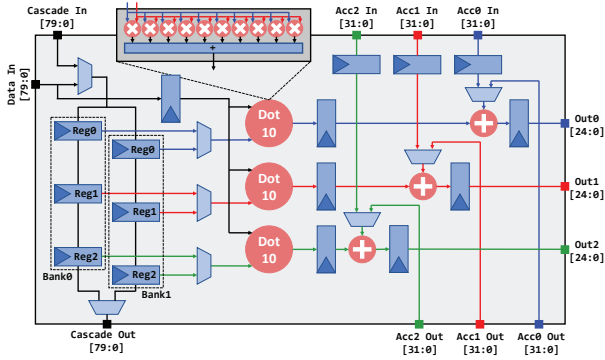 Cascade In
[79:0]
Acc2 In
[31:0]
Acc1 In
[31:0]
Acc0 In
[31:0]
+
Data In
[79:0]
Reg0
Reg0
Reg1
Reg1
Reg2
Reg2
Bank0
Bank1
Dot
10
Dot
10
Dot
10
Out0
[24:0]
Out1
[24:0]
Out2
[24:0]
Cascade Out
[79:0]
Acc2 Out
[31:0]
Acc1 Out
[31:0]
Acc0 Out
[31:0]